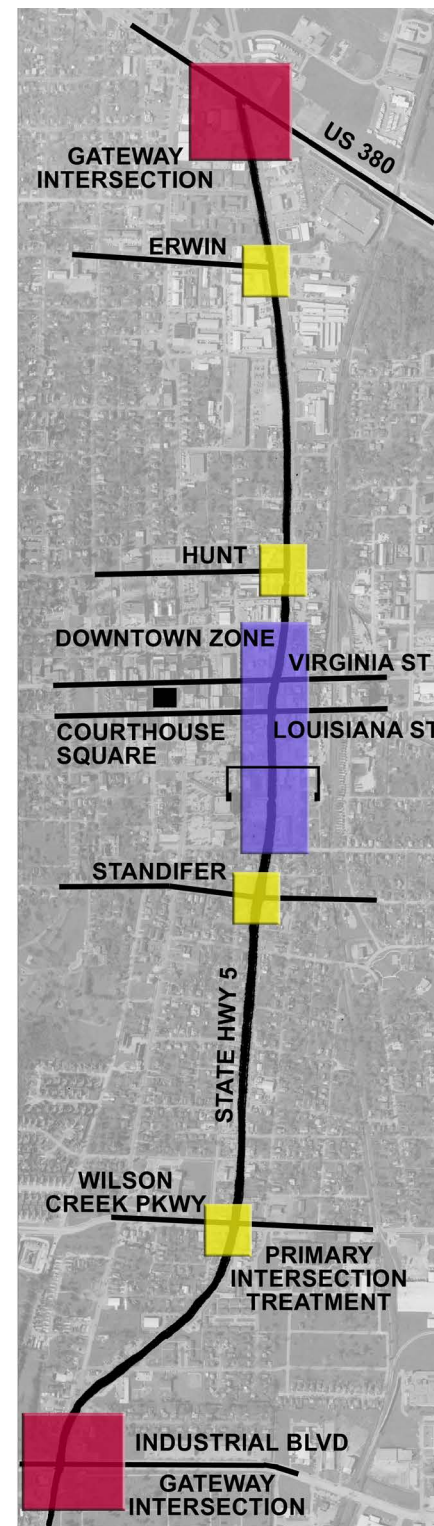 US 380
GATEWAY
INTERSECTION
ERWIN
HUNT
DOWNTOWN ZONE
VIRGINIA ST
COURTHOUSE
SQUARE
LOUISIANA ST
STANDIFER
STATE HWY 5
WILSON
CREEK PKWY
PRIMARY
INTERSECTION
TREATMENT
INDUSTRIAL BLVD
GATEWAY
INTERSECTION